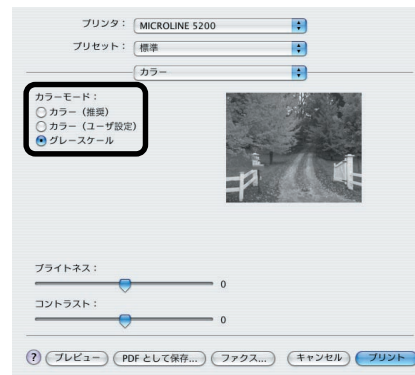 プリンタ： MICROLINE 5200
プリセット： 標準
カラー
カラーモード：
カラー（推奨）
カラー（ユーザ設定）
グレースケール
ブライトネス：
0
コントラスト：
0
? プレビュー PDF として保存... ファクス... キャンセル プリント